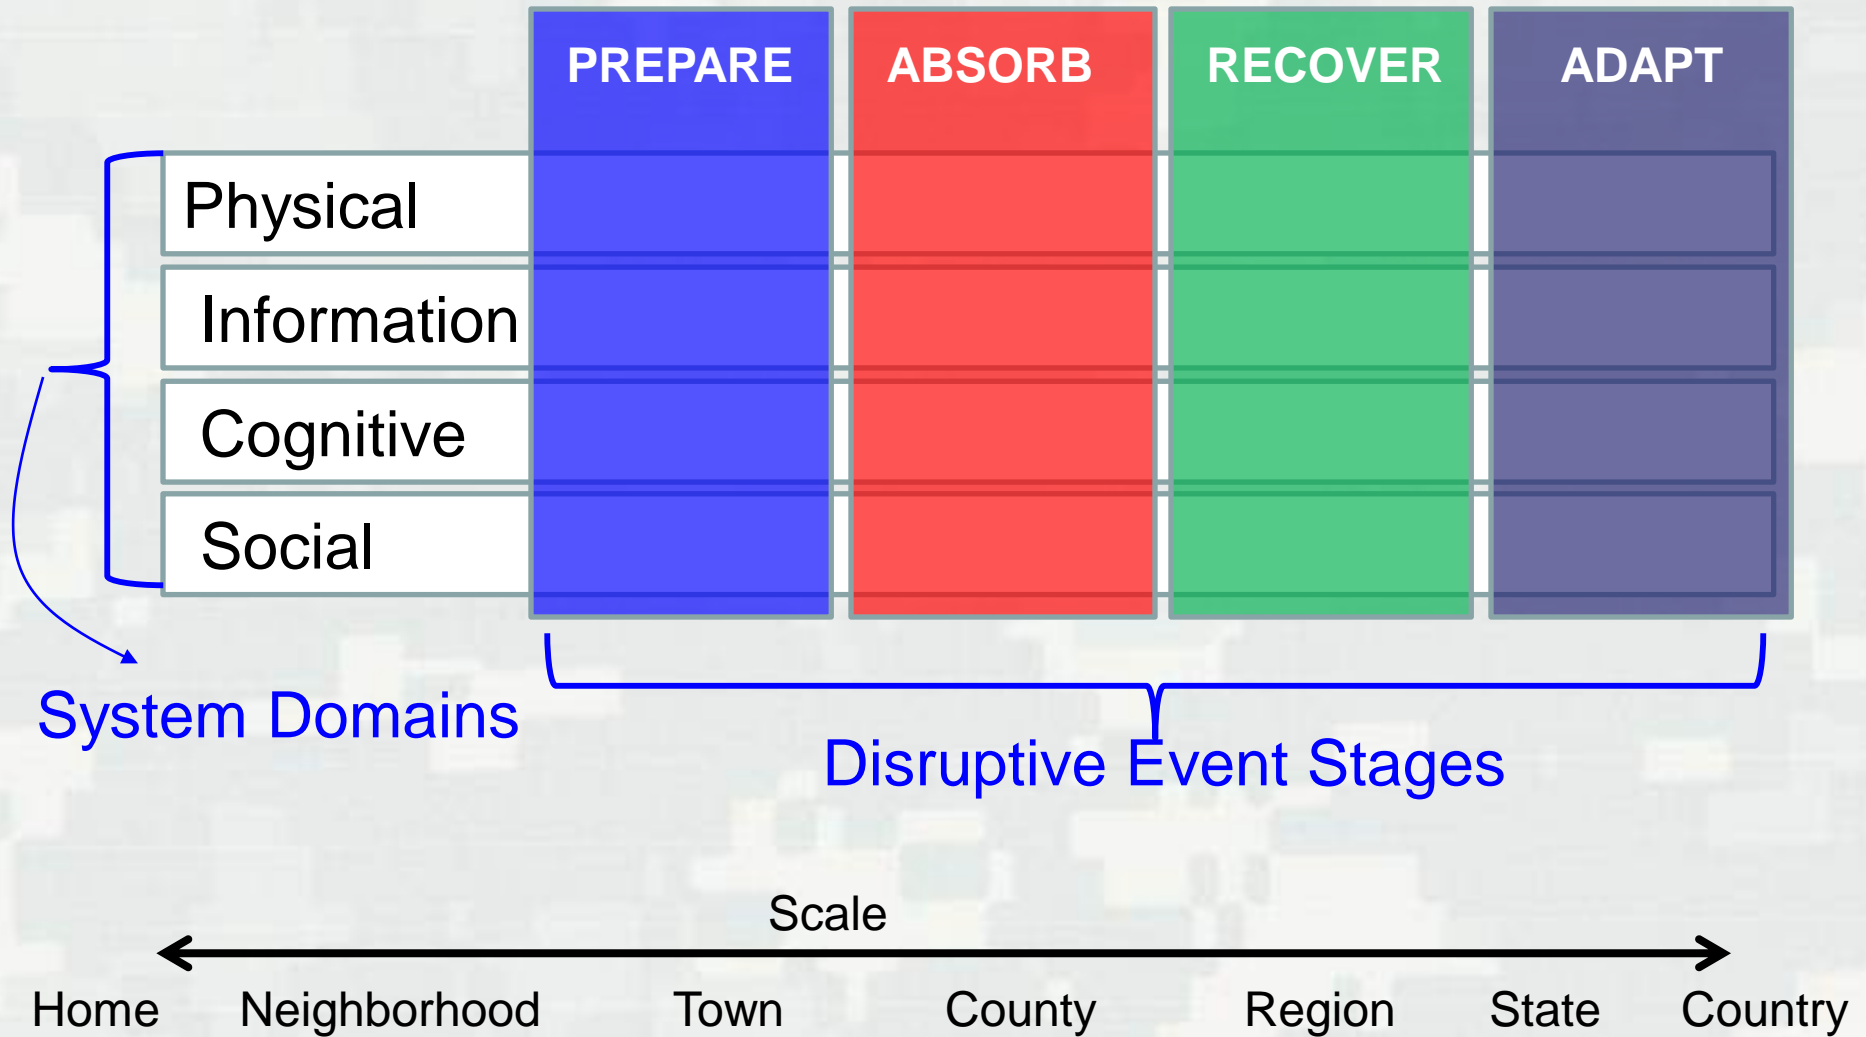 PREPARE ABSORB RECOVER ADAPT
Physical
Information
Cognitive
Social
System Domains
Disruptive Event Stages
Scale
Home Neighborhood Town County Region State Country